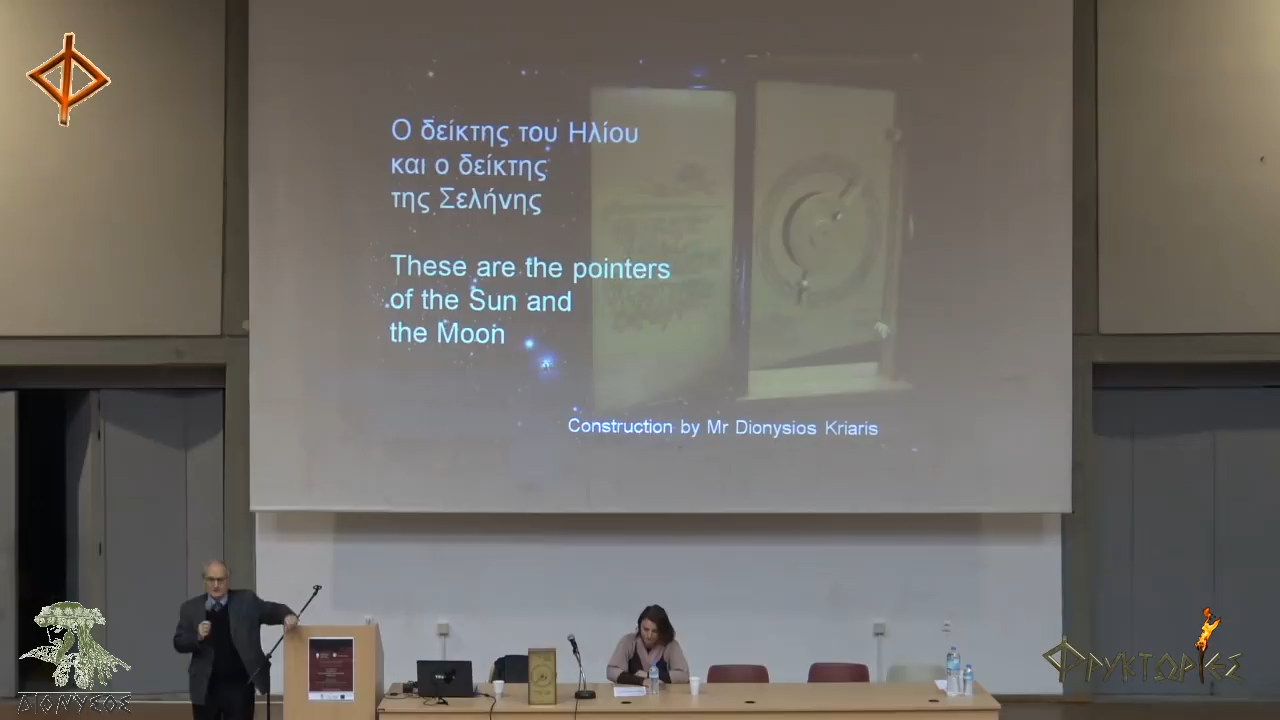 Ο δείκτης του Ηλίου
και ο δείκτης
της Σελήνης
These are the pointers
of the Sun and
the Moon
Construction by Mr Dionysios Kriaris
ΔΙΟΝΥΣΟΣ
ΦΡΥΚΤΩΡΙΕΣ